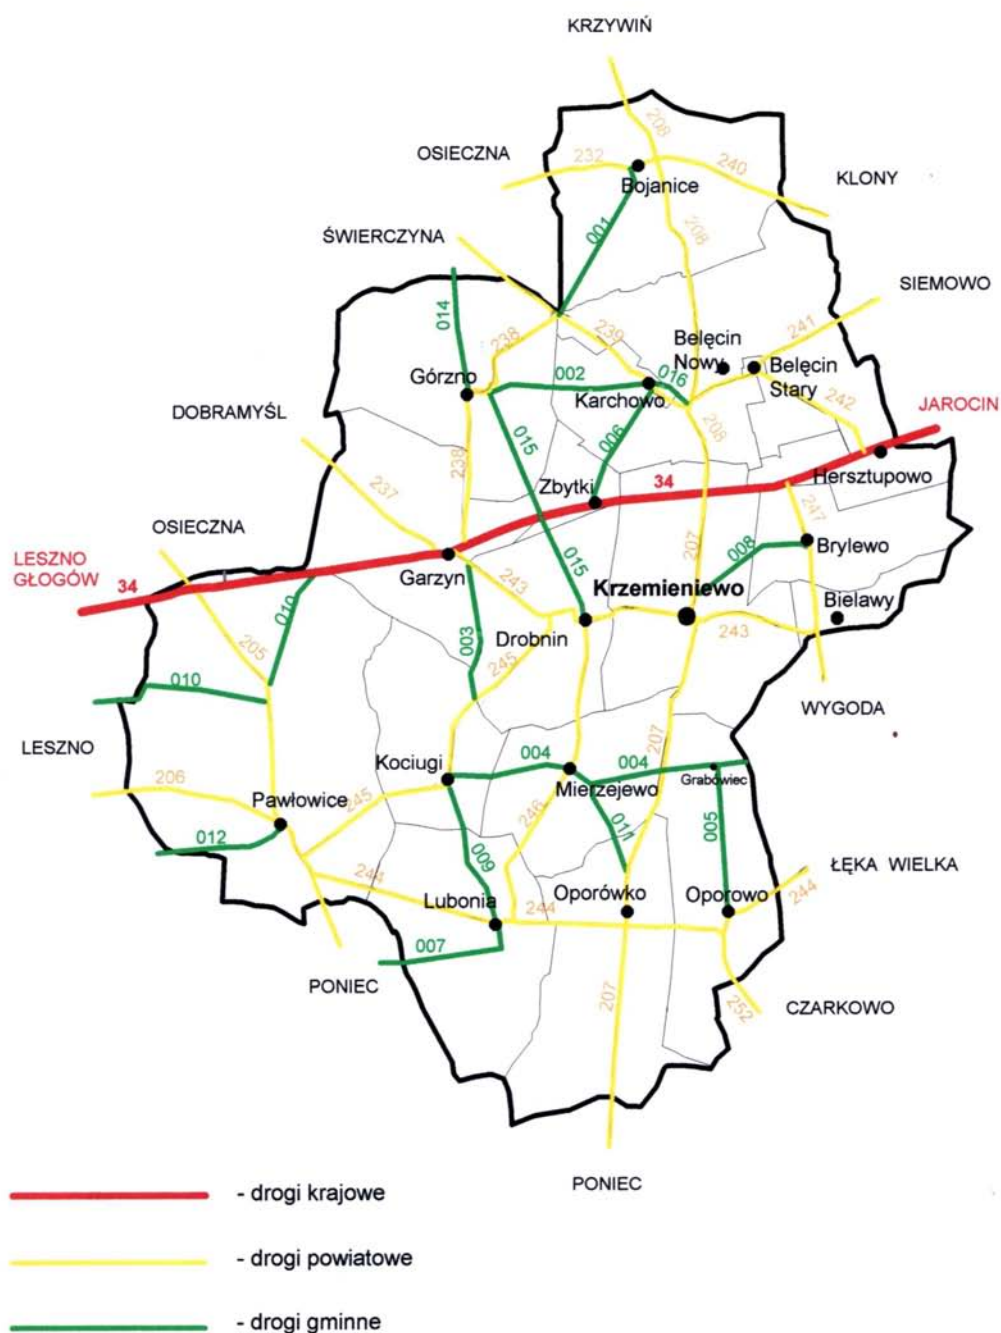 KRZYWIŃ
208
OSIECZNA
232
240
Bojanice
KLONY
001
ŚWIERCZYNA
208
SIEMOWO
014
238
239
241
Belęcin
Nowy
Belęcin
Stary
Górzno
002
016
Karchowo
242
JAROCIN
DOBRAMYŚL
015
006
208
238
237
Zbytki
34
Hersztupowo
OSIECZNA
247
LESZNO
GŁOGÓW
34
Garzyn
015
207
008
Brylewo
010
243
Krzemieniewo
Bielawy
003
Drobnin
243
205
245
010
WYGODA
LESZNO
207
Kociugi
004
004
206
Mierzejewo
Grabówiec
Pawłowice
245
246
011
005
012
009
ŁĘKA WIELKA
244
Lubonia
244
Oporówko
Oporowo
244
007
PONIEC
207
252
CZARKOWO
PONIEC
- drogi krajowe
- drogi powiatowe
- drogi gminne